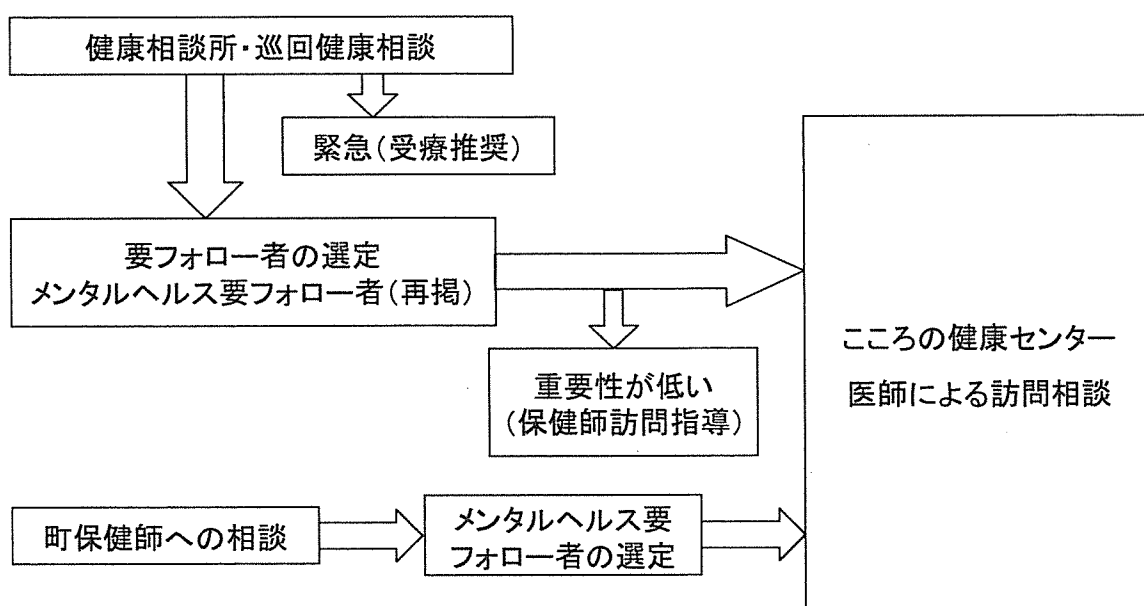 健康相談所・巡回健康相談
緊急(受療推奨)
要フォロー者の選定
メンタルヘルス要フォロー者(再掲)
重要性が低い
(保健師訪問指導)
こころの健康センター
医師による訪問相談
町保健師への相談
メンタルヘルス要
フォロー者の選定